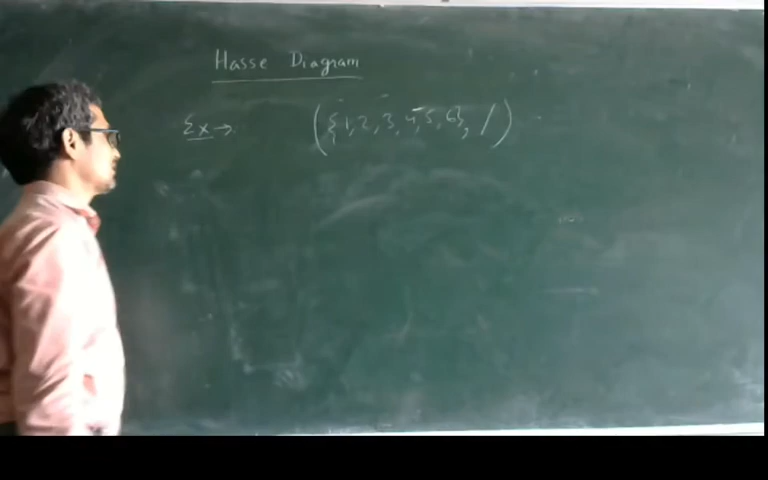 Hasse Diagram
Ex → ({1, 2, 3, 4, 5, 6}, /)